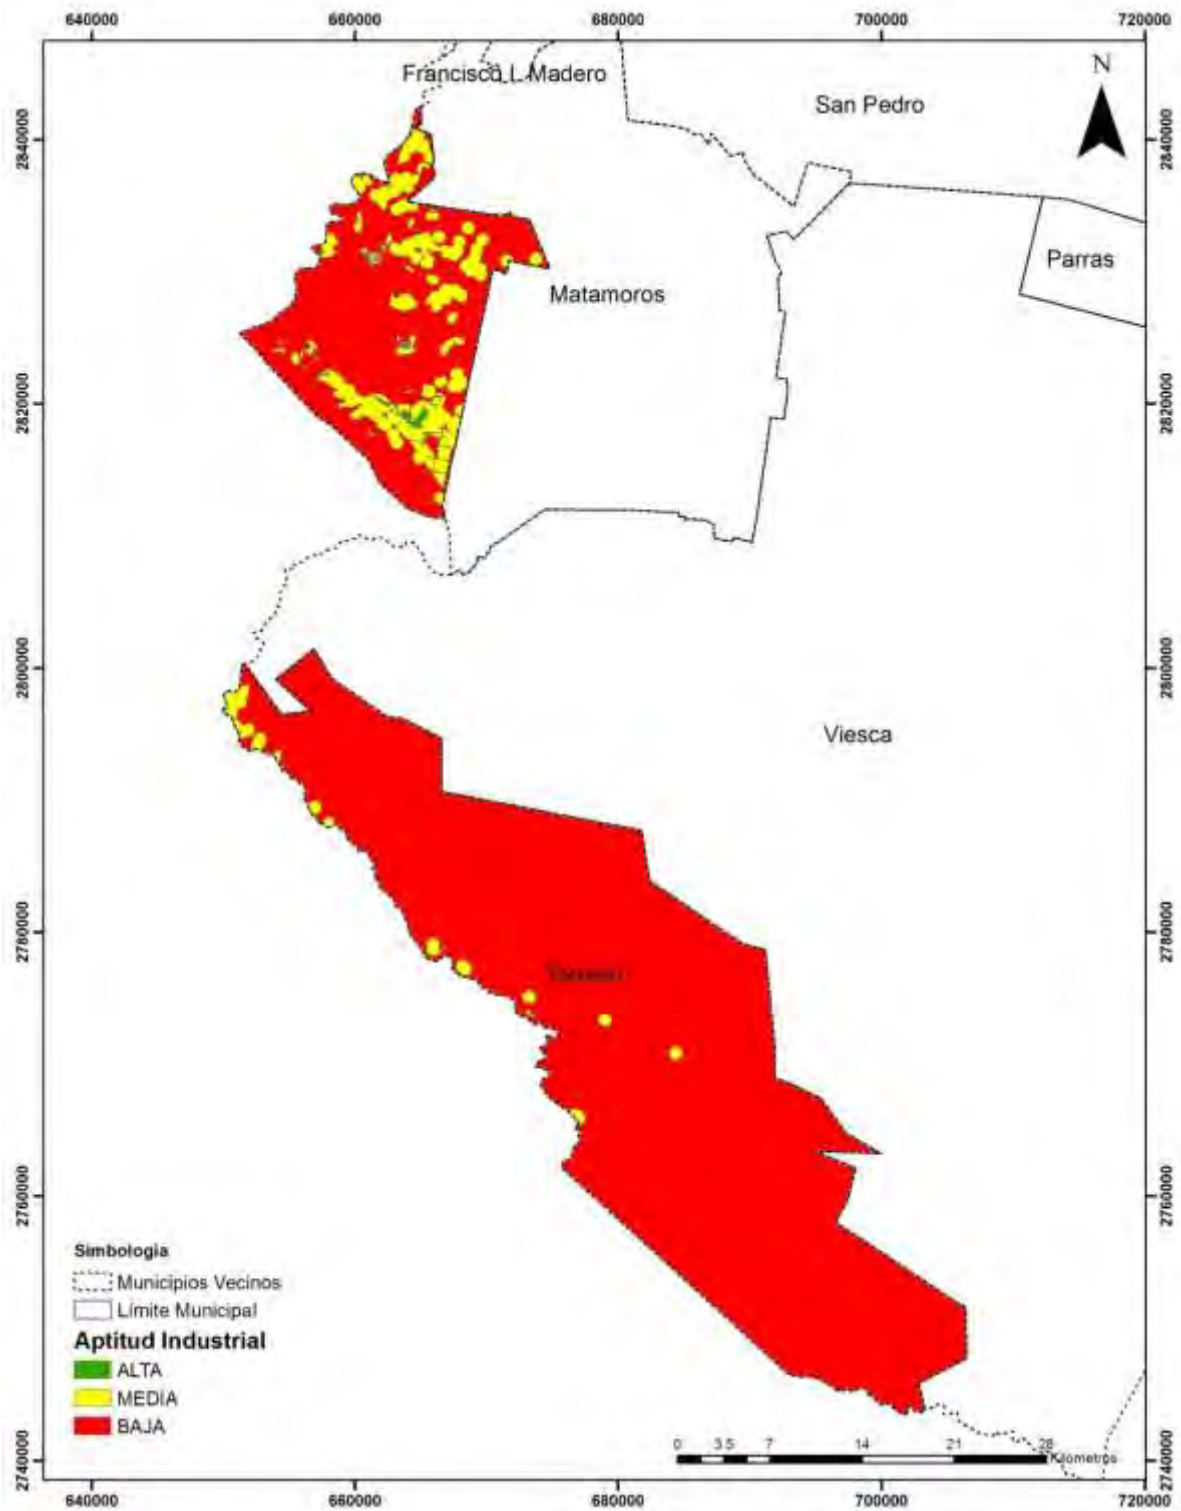 640000 660000 680000 700000 720000
Francisco L Madero
N
San Pedro
2840000 2840000
Parras
Matamoros
2820000 2820000
2800000 2800000
Viesca
2780000 2780000
Torreón
2760000 2760000
Simbologia
Municipios Vecinos
Límite Municipal
Aptitud Industrial
ALTA
MEDIA
BAJA
0 3.5 7 14 21 28
Kilómetros
2740000 2740000
640000 660000 680000 700000 720000